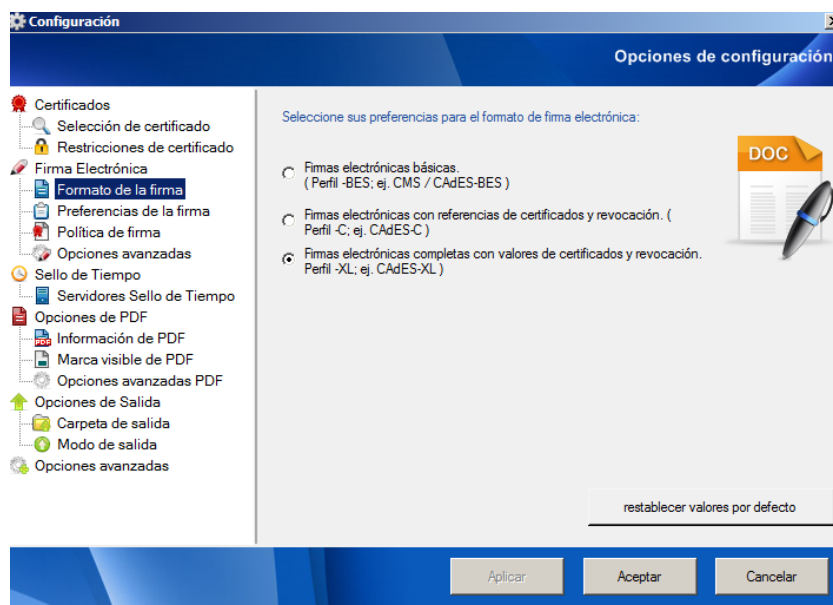 Configuración
Opciones de configuración
Certificados
Selección de certificado
Restricciones de certificado
Firma Electrónica
Formato de la firma
Preferencias de la firma
Política de firma
Opciones avanzadas
Sello de Tiempo
Servidores Sello de Tiempo
Opciones de PDF
Información de PDF
Marca visible de PDF
Opciones avanzadas PDF
Opciones de Salida
Carpeta de salida
Modo de salida
Opciones avanzadas
Seleccione sus preferencias para el formato de firma electrónica:
Firmas electrónicas básicas.
( Perfil -BES; ej. CMS / CAdES-BES )
Firmas electrónicas con referencias de certificados y revocación. (
Perfil -C; ej. CAdES-C )
Firmas electrónicas completas con valores de certificados y revocación.
Perfil -XL; ej. CAdES-XL )
DOC
restablecer valores por defecto
Aplicar
Aceptar
Cancelar